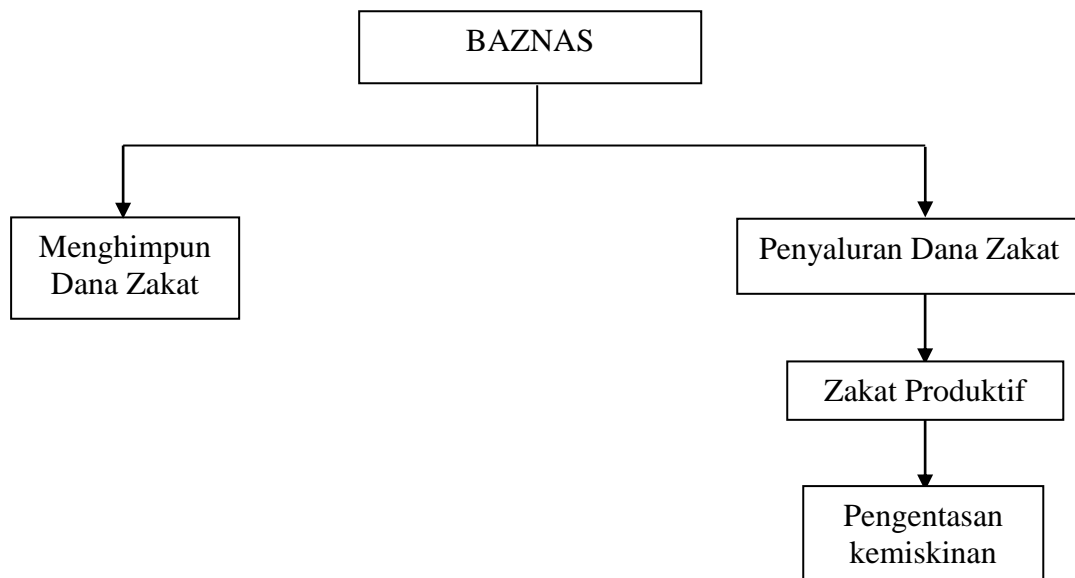 BAZNAS
Menghimpun
Dana Zakat
Penyaluran Dana Zakat
Zakat Produktif
Pengentasan
kemiskinan